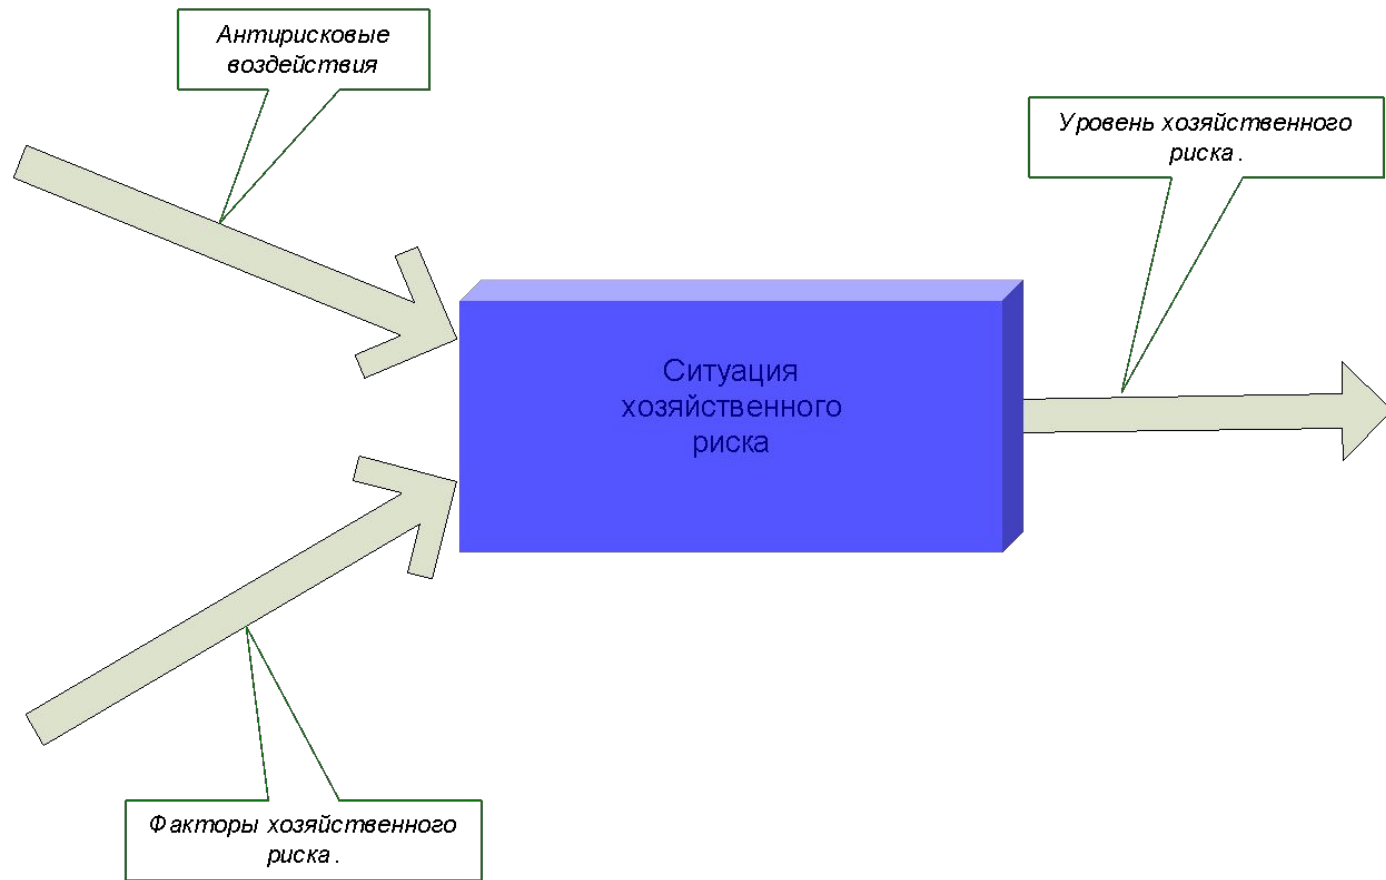 Антирисковые
воздействия
Уровень хозяйственного
риска.
Ситуация
хозяйственного
риска
Факторы хозяйственного
риска.